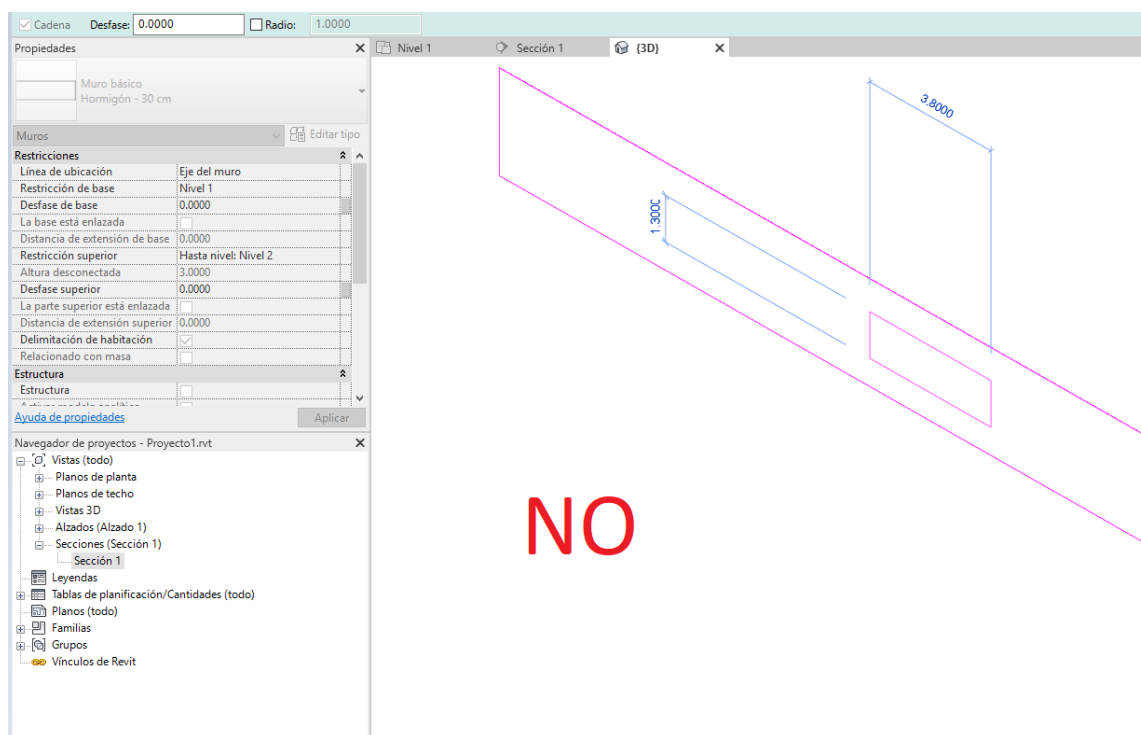 Cadena Desfase: 0.0000 Radio: 1.0000
Propiedades
Nivel 1 Sección 1 {3D}
Muro básico
Hormigón - 30 cm
Muros Editar tipo
Restricciones
Línea de ubicación Eje del muro
Restricción de base Nivel 1
Desfase de base 0.0000
La base está enlazada
Distancia de extensión de base 0.0000
Restricción superior Hasta nivel: Nivel 2
Altura desconectada 3.0000
Desfase superior 0.0000
La parte superior está enlazada
Distancia de extensión superior 0.0000
Delimitación de habitación
Relacionado con masa
Estructura
Estructura
Ayuda de propiedades Aplicar
Navegador de proyectos - Proyecto1.rvt
Vistas (todo)
Planos de planta
Planos de techo
Vistas 3D
Alzados (Alzado 1)
Secciones (Sección 1)
Sección 1
Leyendas
Tablas de planificación/Cantidades (todo)
Planos (todo)
Familias
Grupos
Vínculos de Revit
3.8000
1.3000
NO